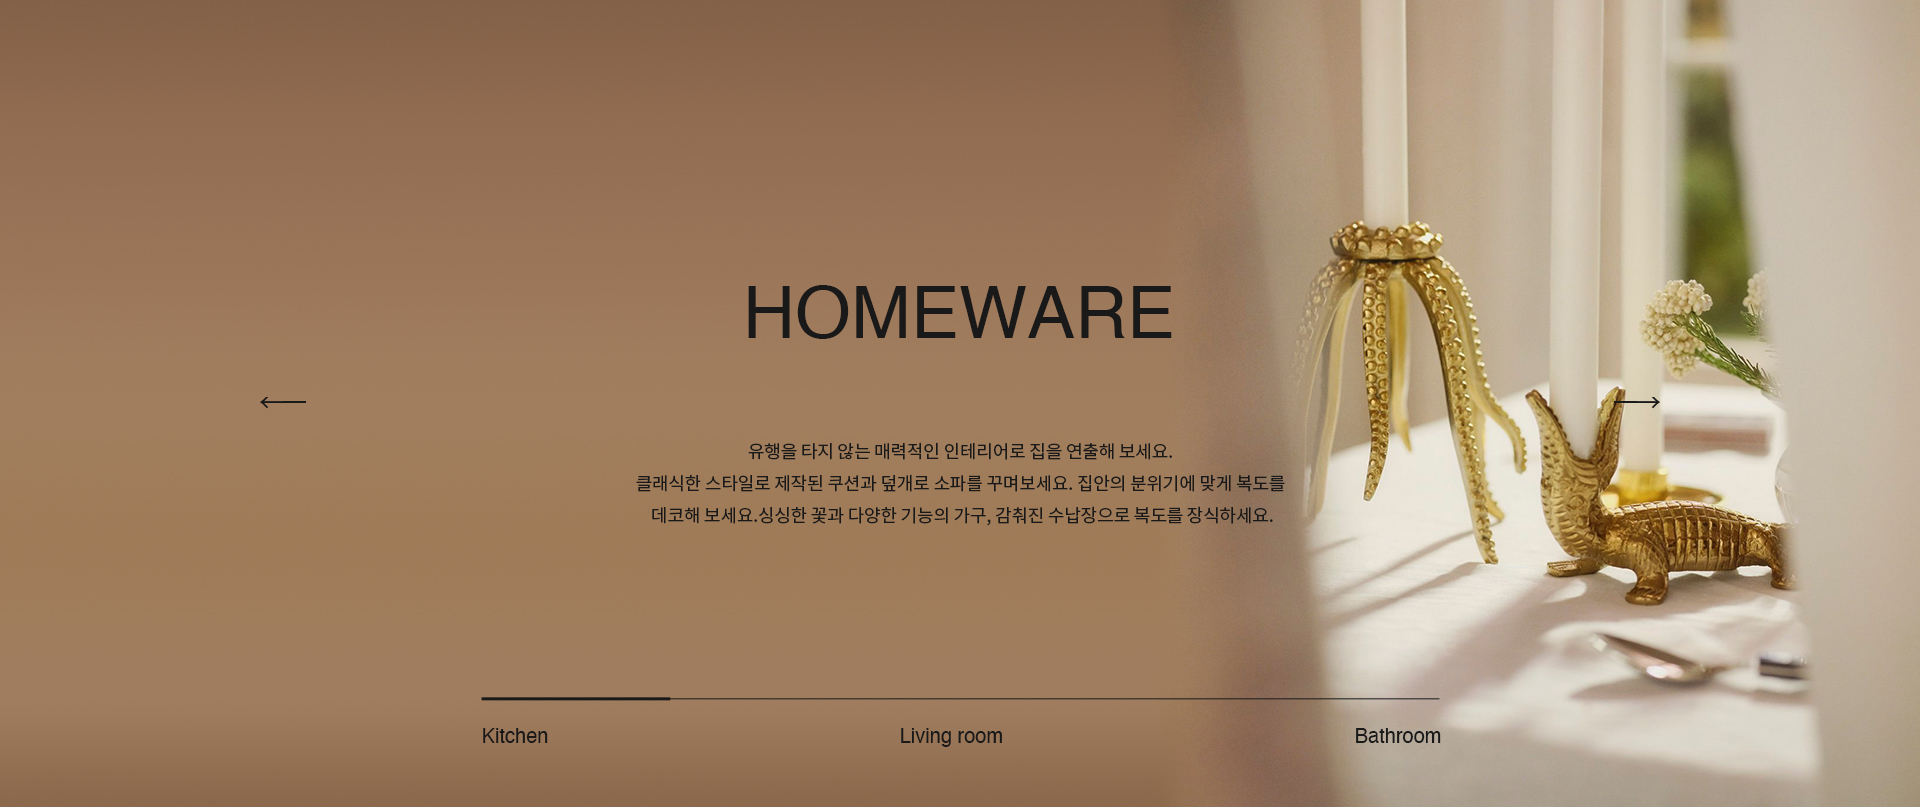 HOMEWARE
유행을 타지 않는 매력적인 인테리어로 집을 연출해 보세요.
클래식한 스타일로 제작된 쿠션과 덮개로 소파를 꾸며보세요. 집안의 분위기에 맞게 복도를
데코해 보세요.싱싱한 꽃과 다양한 기능의 가구, 감춰진 수납장으로 복도를 장식하세요.
Kitchen
Living room
Bathroom